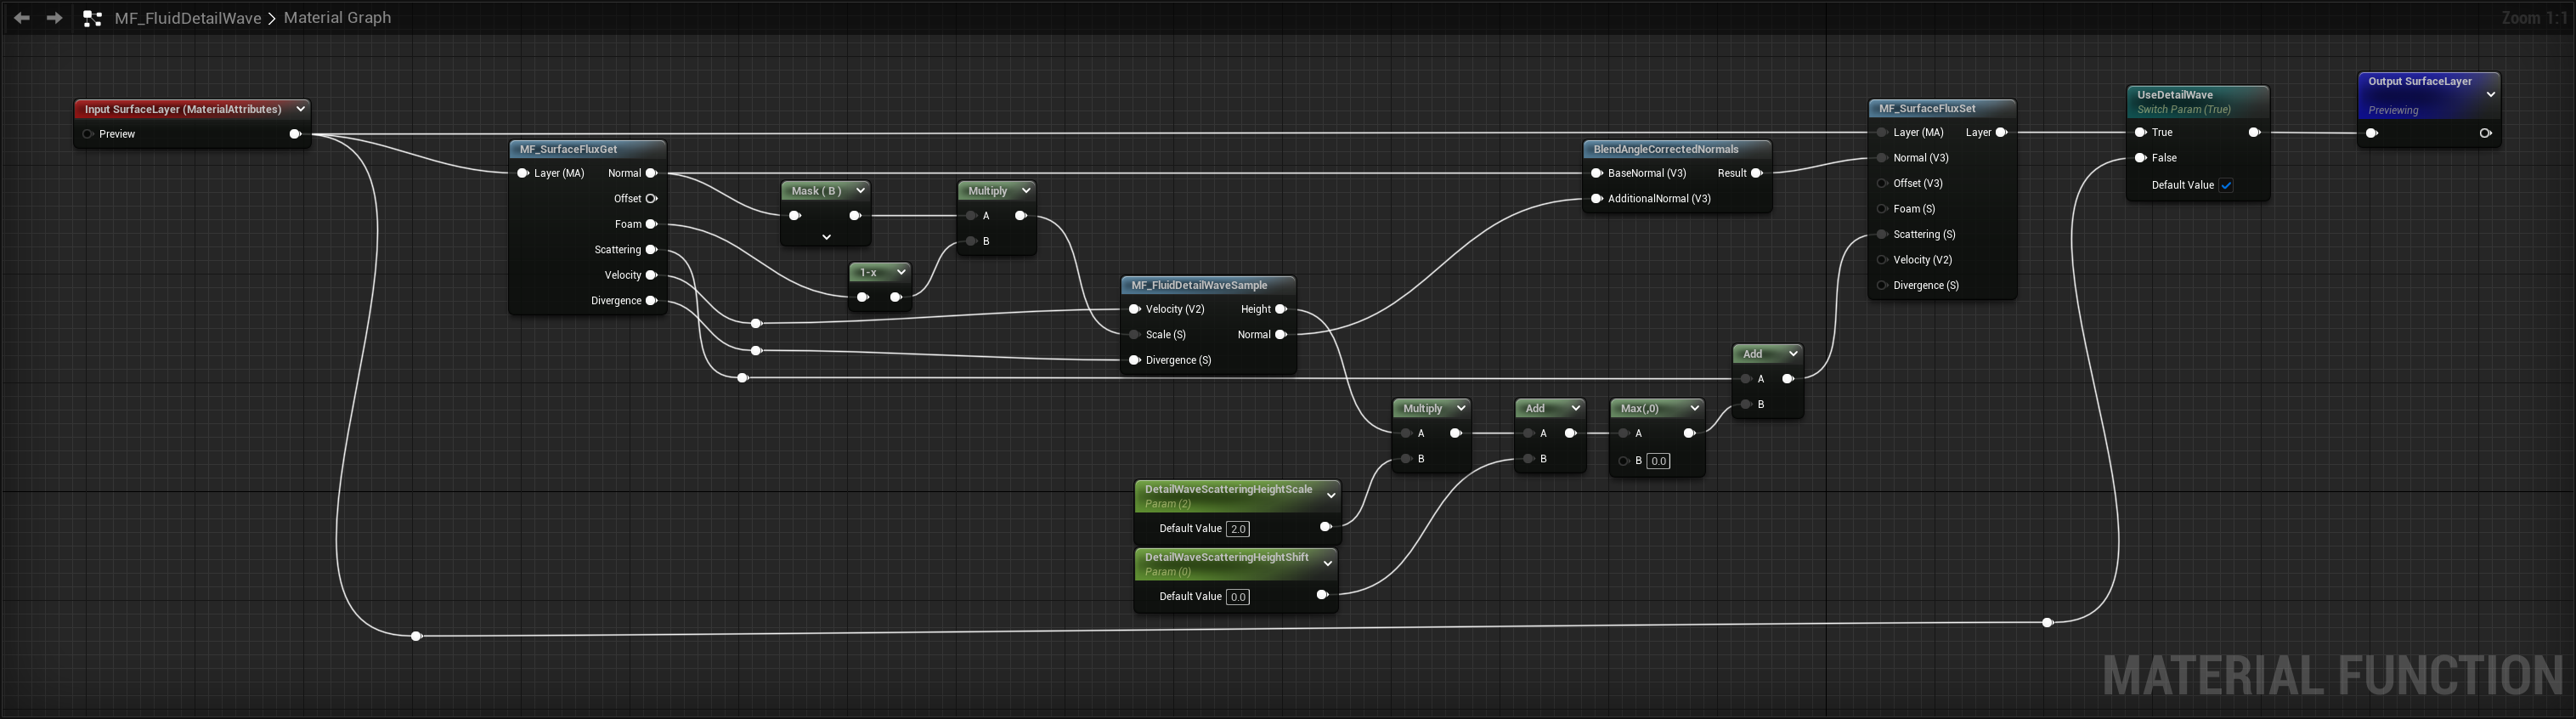 MF_FluidDetailWave > Material Graph
Zoom 1:1
Input SurfaceLayer (MaterialAttributes)
Preview
MF_SurfaceFluxGet
Layer (MA) Normal
Offset
Foam
Scattering
Velocity
Divergence
Mask ( B )
Multiply
A
B
1-x
MF_FluidDetailWaveSample
Velocity (V2) Height
Scale (S) Normal
Divergence (S)
DetailWaveScatteringHeightScale
Param (2)
Default Value 2.0
DetailWaveScatteringHeightShift
Param (0)
Default Value 0.0
Multiply
A
B
Add
A
B
Max(,0)
A
B 0.0
Add
A
B
BlendAngleCorrectedNormals
BaseNormal (V3) Result
AdditionalNormal (V3)
MF_SurfaceFluxSet
Layer (MA) Layer
Normal (V3)
Offset (V3)
Foam (S)
Scattering (S)
Velocity (V2)
Divergence (S)
UseDetailWave
Switch Param (True)
True
False
Default Value
Output SurfaceLayer
Previewing
MATERIAL FUNCTION